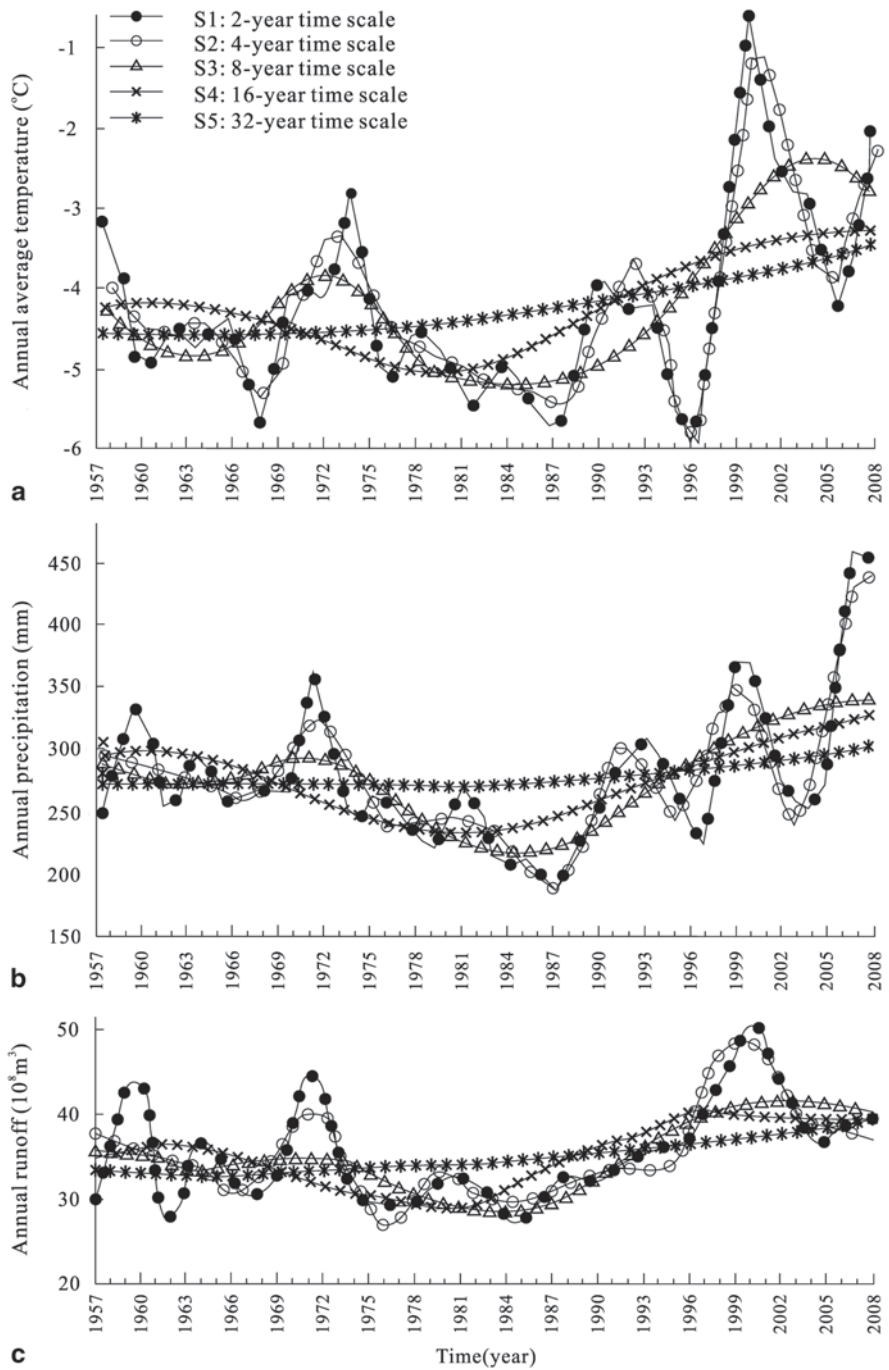 S1: 2-year time scale
S2: 4-year time scale
S3: 8-year time scale
S4: 16-year time scale
S5: 32-year time scale
Annual average temperature (°C)
-1
-2
-3
-4
-5
-6
1957 1960 1963 1966 1969 1972 1975 1978 1981 1984 1987 1990 1993 1996 1999 2002 2005 2008
a
Annual precipitation (mm)
450
400
350
300
250
200
150
1957 1960 1963 1966 1969 1972 1975 1978 1981 1984 1987 1990 1993 1996 1999 2002 2005 2008
b
Annual runoff (10⁸m³)
50
40
30
20
1957 1960 1963 1966 1969 1972 1975 1978 1981 1984 1987 1990 1993 1996 1999 2002 2005 2008
c
Time(year)